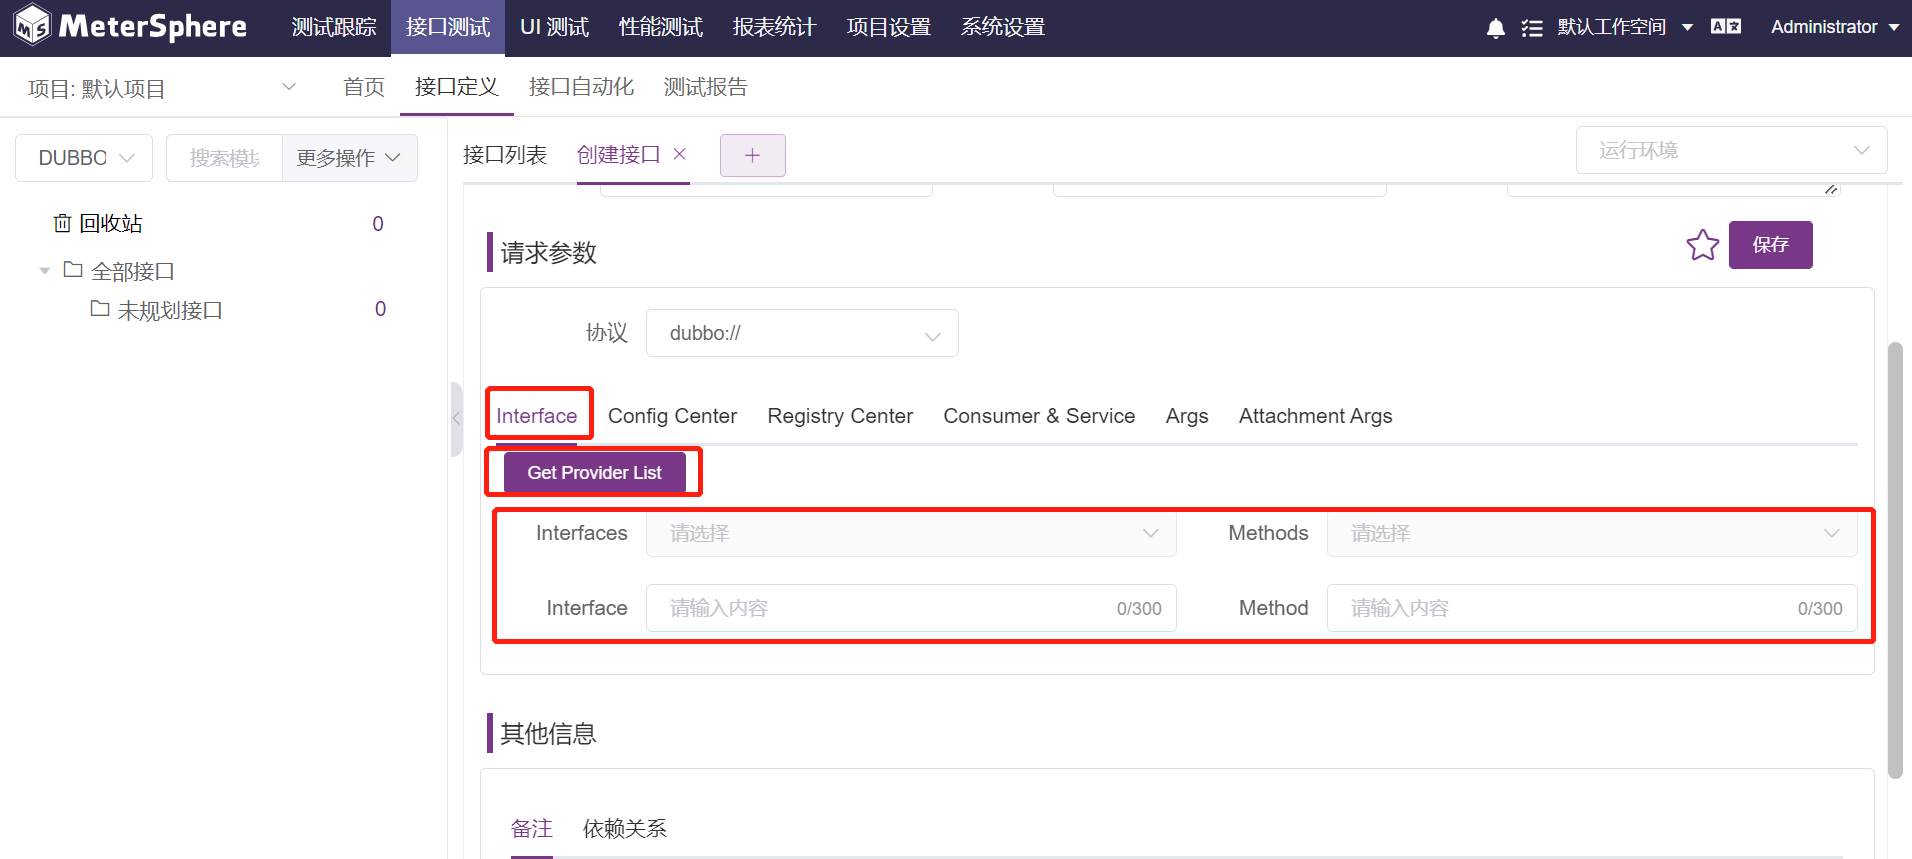 MeterSphere 测试跟踪 接口测试 UI 测试 性能测试 报表统计 项目设置 系统设置 默认工作空间 Administrator
项目: 默认项目 首页 接口定义 接口自动化 测试报告
DUBBO 搜索模块 更多操作 接口列表 创建接口 运行环境
回收站 0
全部接口
未规划接口 0
请求参数 保存
协议 dubbo://
Interface Config Center Registry Center Consumer & Service Args Attachment Args
Get Provider List
Interfaces 请选择 Methods 请选择
Interface 请输入内容 0/300 Method 请输入内容 0/300
其他信息
备注 依赖关系